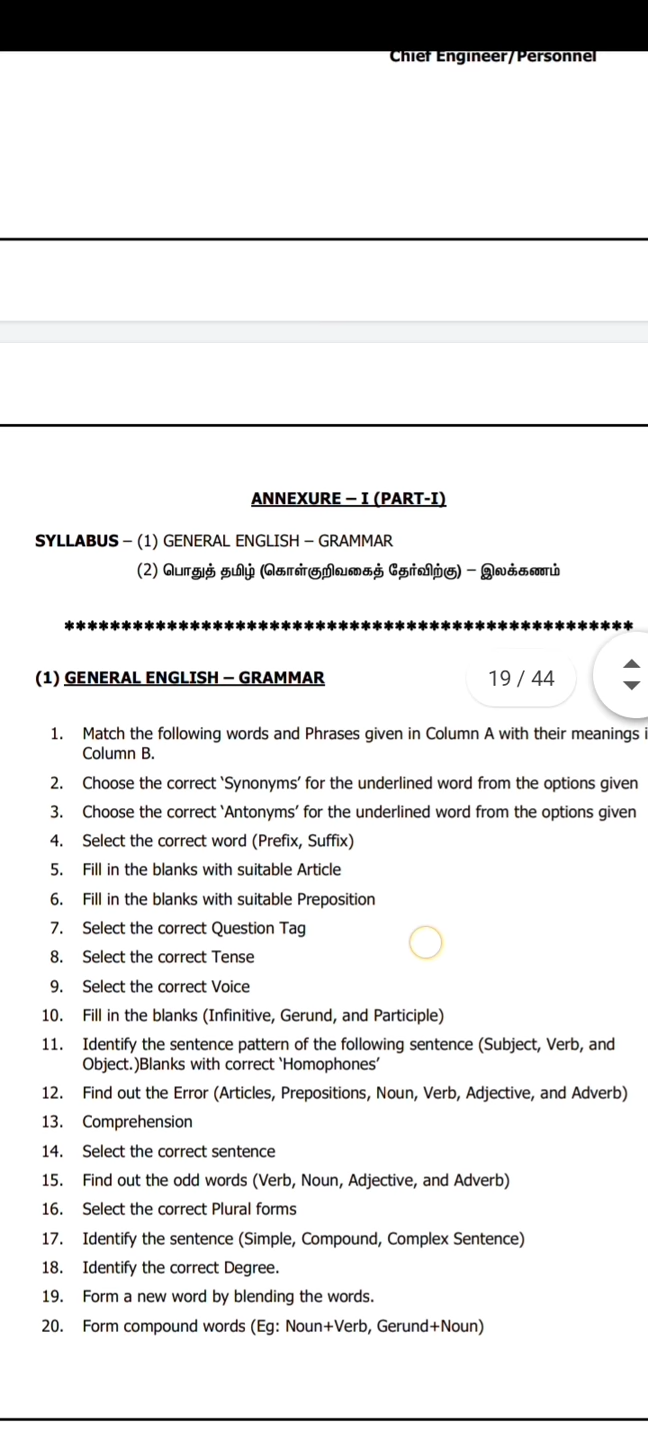 Chief Engineer/Personnel
ANNEXURE – I (PART-I)
SYLLABUS – (1) GENERAL ENGLISH – GRAMMAR
(2) பொதுத் தமிழ் (கொள்குறிவகைத் தேர்விற்கு) – இலக்கணம்
**************************************************
(1) GENERAL ENGLISH – GRAMMAR
19 / 44
1. Match the following words and Phrases given in Column A with their meanings i
Column B.
2. Choose the correct ‘Synonyms’ for the underlined word from the options given
3. Choose the correct ‘Antonyms’ for the underlined word from the options given
4. Select the correct word (Prefix, Suffix)
5. Fill in the blanks with suitable Article
6. Fill in the blanks with suitable Preposition
7. Select the correct Question Tag
8. Select the correct Tense
9. Select the correct Voice
10. Fill in the blanks (Infinitive, Gerund, and Participle)
11. Identify the sentence pattern of the following sentence (Subject, Verb, and
Object.)Blanks with correct ‘Homophones’
12. Find out the Error (Articles, Prepositions, Noun, Verb, Adjective, and Adverb)
13. Comprehension
14. Select the correct sentence
15. Find out the odd words (Verb, Noun, Adjective, and Adverb)
16. Select the correct Plural forms
17. Identify the sentence (Simple, Compound, Complex Sentence)
18. Identify the correct Degree.
19. Form a new word by blending the words.
20. Form compound words (Eg: Noun+Verb, Gerund+Noun)